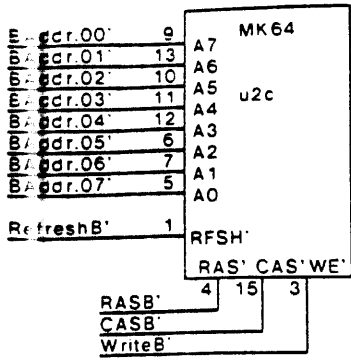 BAddr.00' 9 A7 MK64
BAddr.01' 13 A6
BAddr.02' 10 A5 u2c
BAddr.03' 11 A4
BAddr.04' 12 A3
BAddr.05' 6 A2
BAddr.06' 7 A1
BAddr.07' 5 A0
RefreshB' 1 RFSH'
RAS' CAS' WE'
4 15 3
RASB'
CASB'
WriteB'